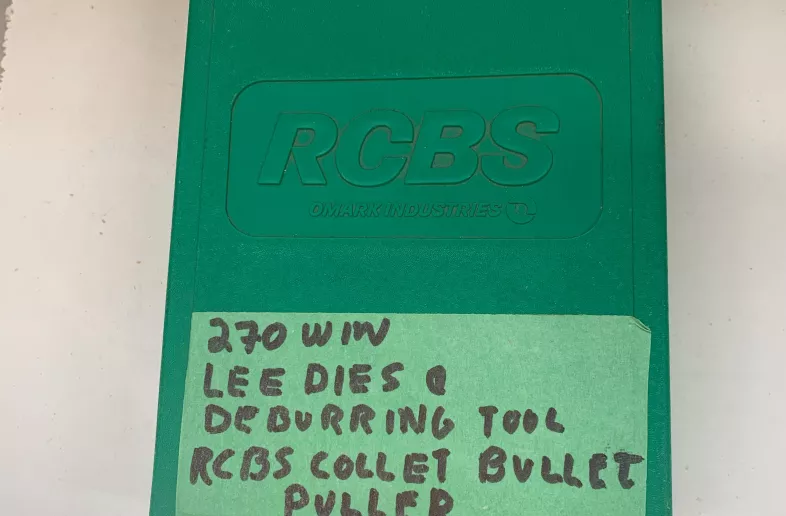 RCBS
OMARK INDUSTRIES
270 WIN
LEE DIES @
DEBURRING TOOL
RCBS COLLET BULLET
PULLER